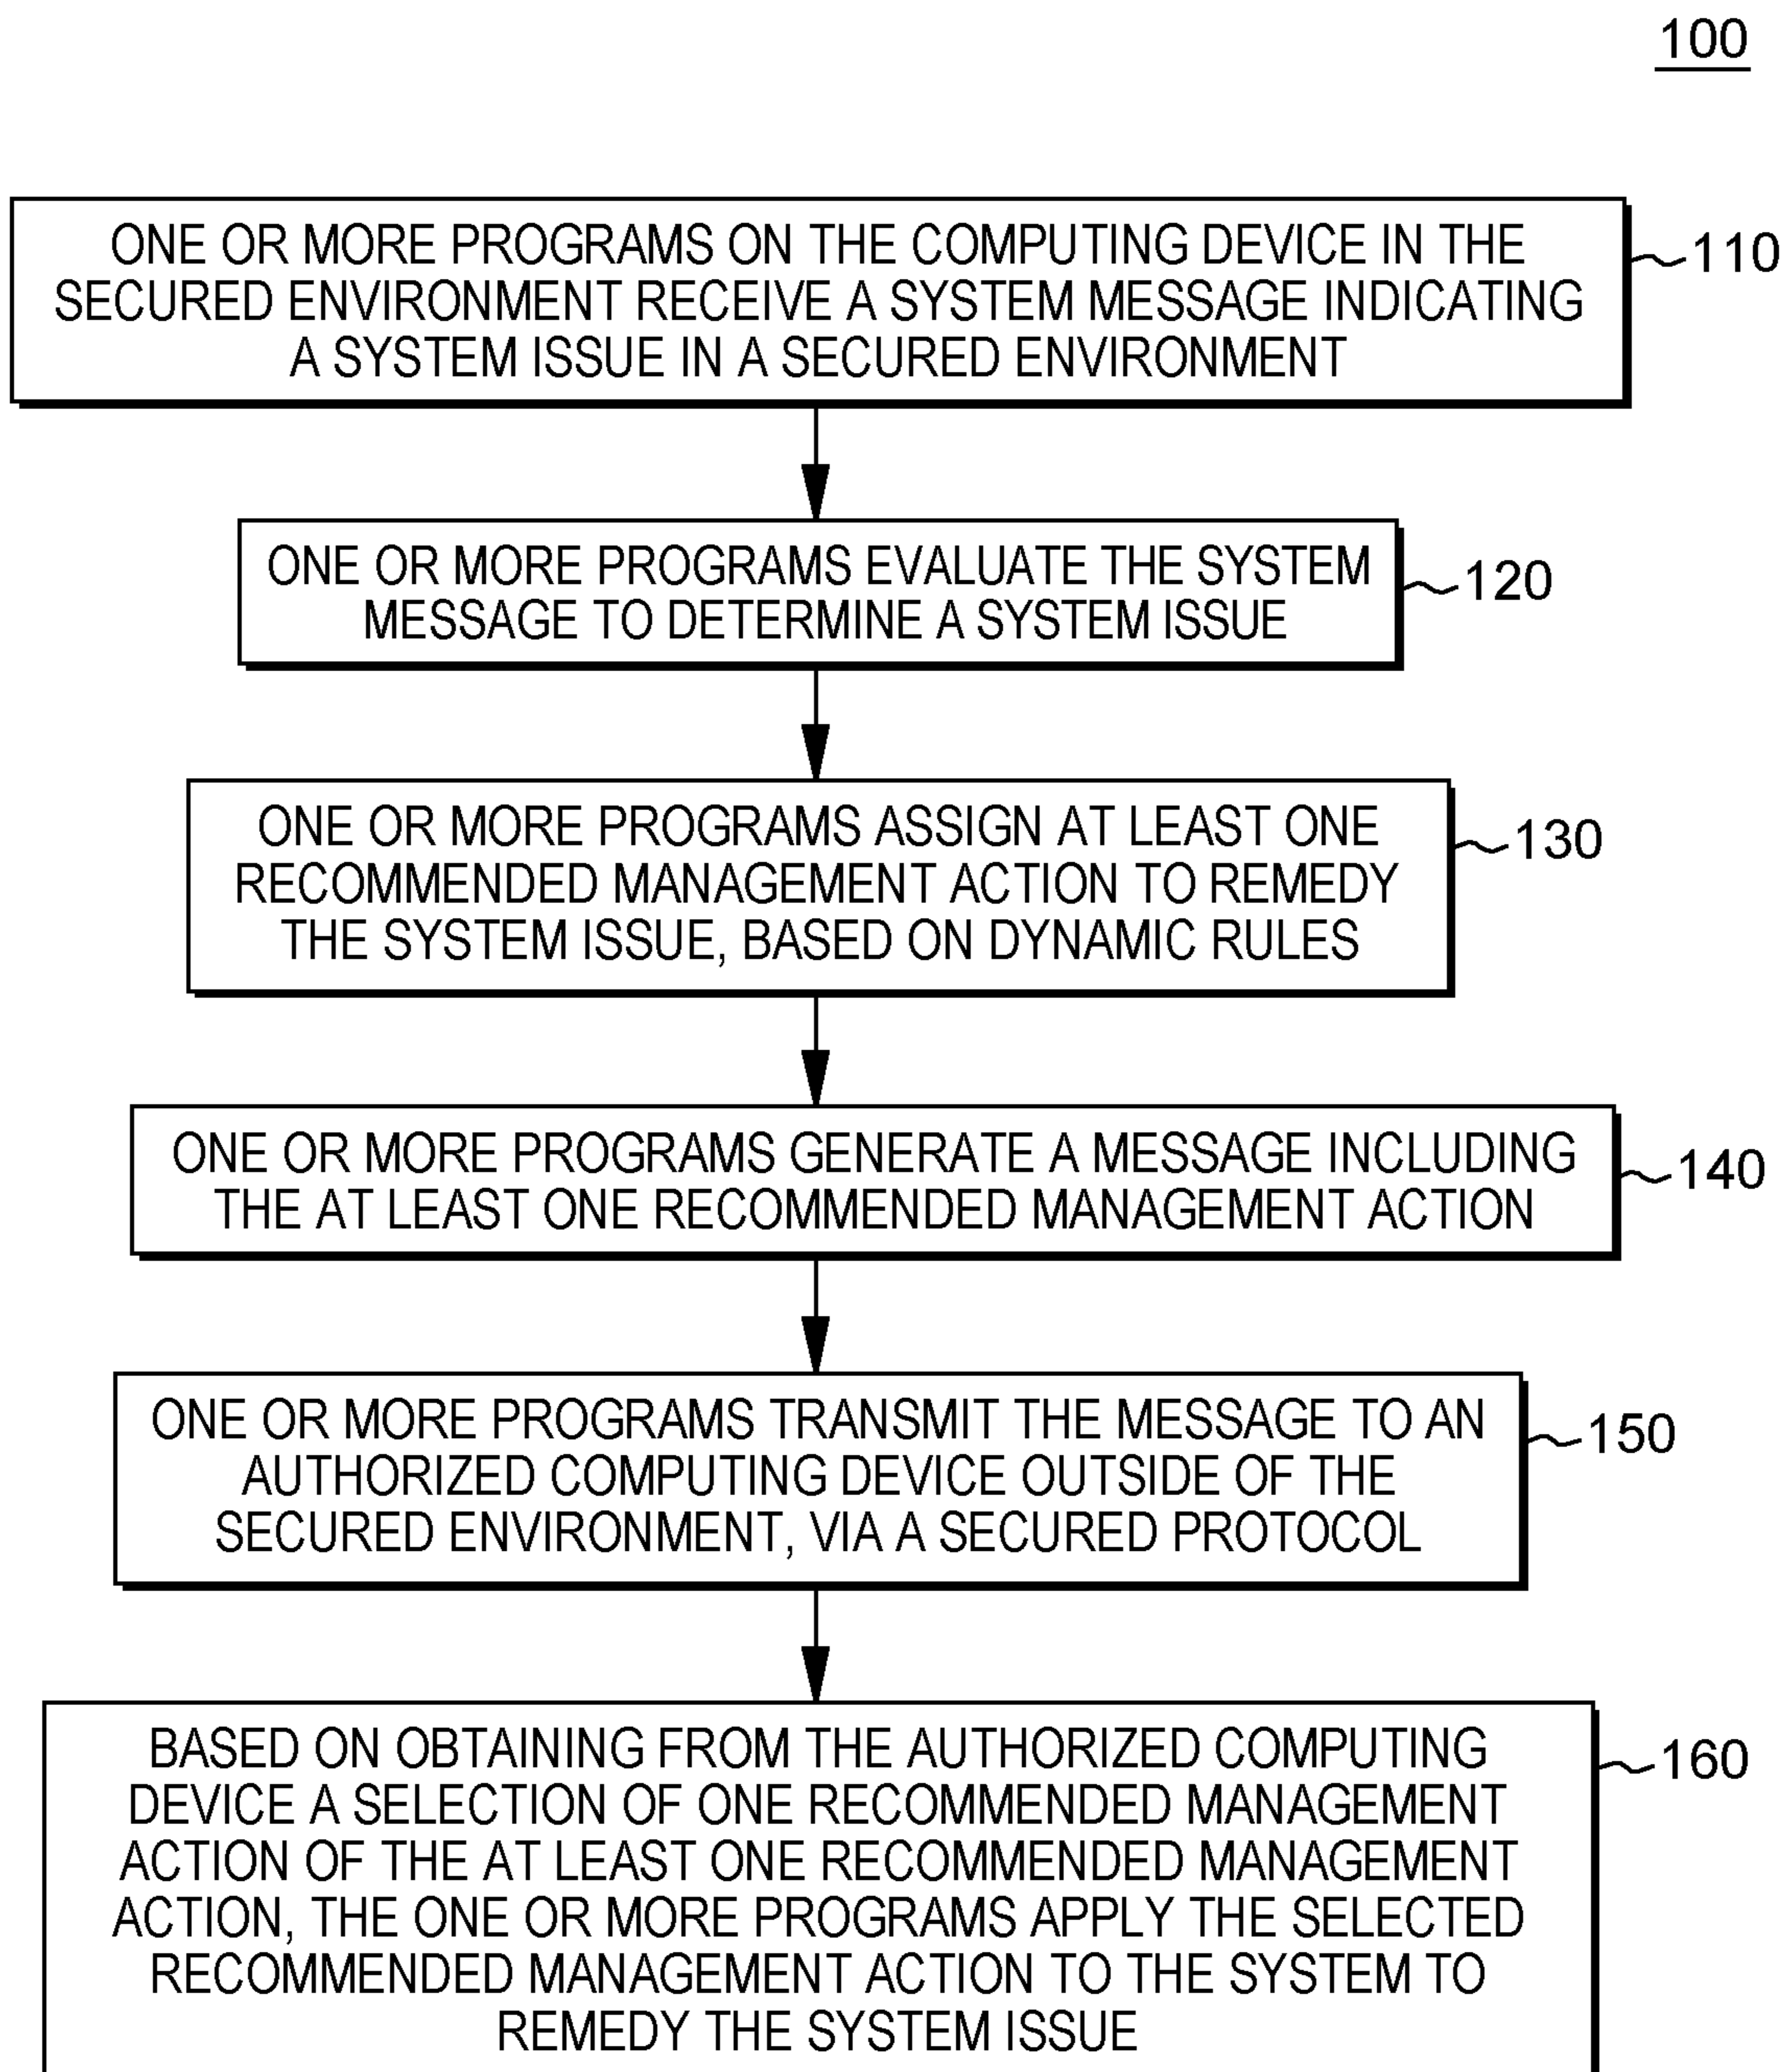 100
ONE OR MORE PROGRAMS ON THE COMPUTING DEVICE IN THE
SECURED ENVIRONMENT RECEIVE A SYSTEM MESSAGE INDICATING
A SYSTEM ISSUE IN A SECURED ENVIRONMENT
110
ONE OR MORE PROGRAMS EVALUATE THE SYSTEM
MESSAGE TO DETERMINE A SYSTEM ISSUE
120
ONE OR MORE PROGRAMS ASSIGN AT LEAST ONE
RECOMMENDED MANAGEMENT ACTION TO REMEDY
THE SYSTEM ISSUE, BASED ON DYNAMIC RULES
130
ONE OR MORE PROGRAMS GENERATE A MESSAGE INCLUDING
THE AT LEAST ONE RECOMMENDED MANAGEMENT ACTION
140
ONE OR MORE PROGRAMS TRANSMIT THE MESSAGE TO AN
AUTHORIZED COMPUTING DEVICE OUTSIDE OF THE
SECURED ENVIRONMENT, VIA A SECURED PROTOCOL
150
BASED ON OBTAINING FROM THE AUTHORIZED COMPUTING
DEVICE A SELECTION OF ONE RECOMMENDED MANAGEMENT
ACTION OF THE AT LEAST ONE RECOMMENDED MANAGEMENT
ACTION, THE ONE OR MORE PROGRAMS APPLY THE SELECTED
RECOMMENDED MANAGEMENT ACTION TO THE SYSTEM TO
REMEDY THE SYSTEM ISSUE
160